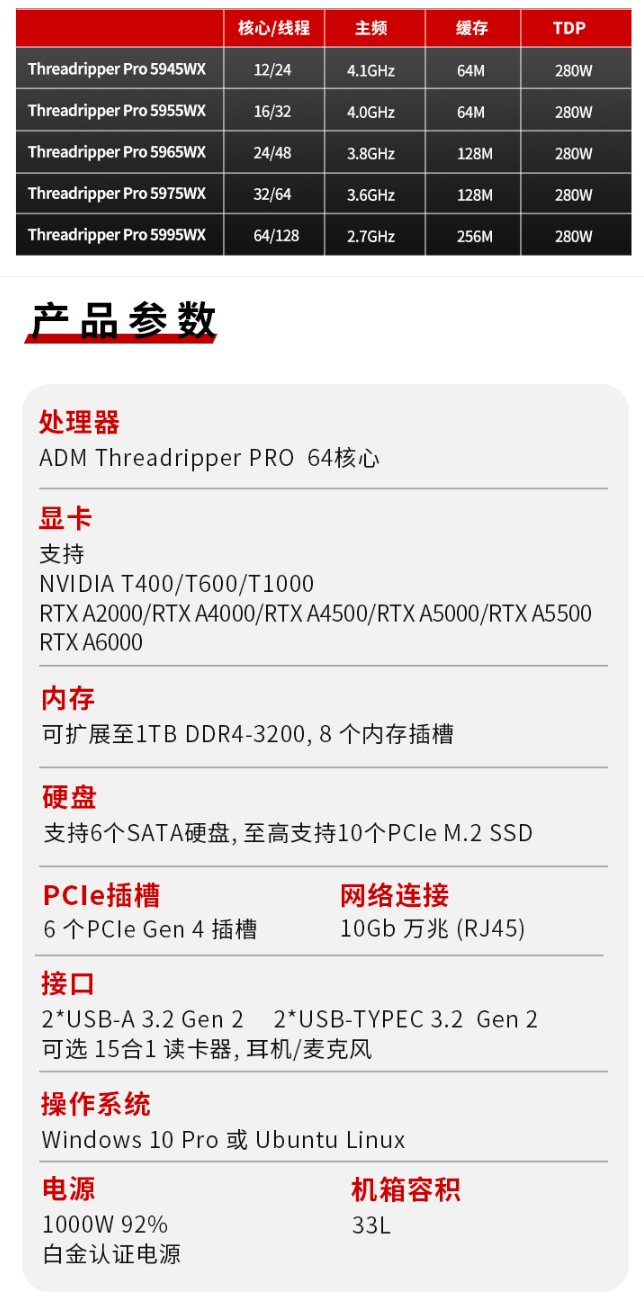 核心/线程 主频 缓存 TDP
Threadripper Pro 5945WX 12/24 4.1GHz 64M 280W
Threadripper Pro 5955WX 16/32 4.0GHz 64M 280W
Threadripper Pro 5965WX 24/48 3.8GHz 128M 280W
Threadripper Pro 5975WX 32/64 3.6GHz 128M 280W
Threadripper Pro 5995WX 64/128 2.7GHz 256M 280W
产品参数
处理器
ADM Threadripper PRO 64核心
显卡
支持
NVIDIA T400/T600/T1000
RTX A2000/RTX A4000/RTX A4500/RTX A5000/RTX A5500
RTX A6000
内存
可扩展至1TB DDR4-3200, 8 个内存插槽
硬盘
支持6个SATA硬盘, 至高支持10个PCIe M.2 SSD
PCIe插槽 网络连接
6 个PCIe Gen 4 插槽 10Gb 万兆 (RJ45)
接口
2*USB-A 3.2 Gen 2 2*USB-TYPEC 3.2 Gen 2
可选 15合1 读卡器, 耳机/麦克风
操作系统
Windows 10 Pro 或 Ubuntu Linux
电源 机箱容积
1000W 92% 33L
白金认证电源